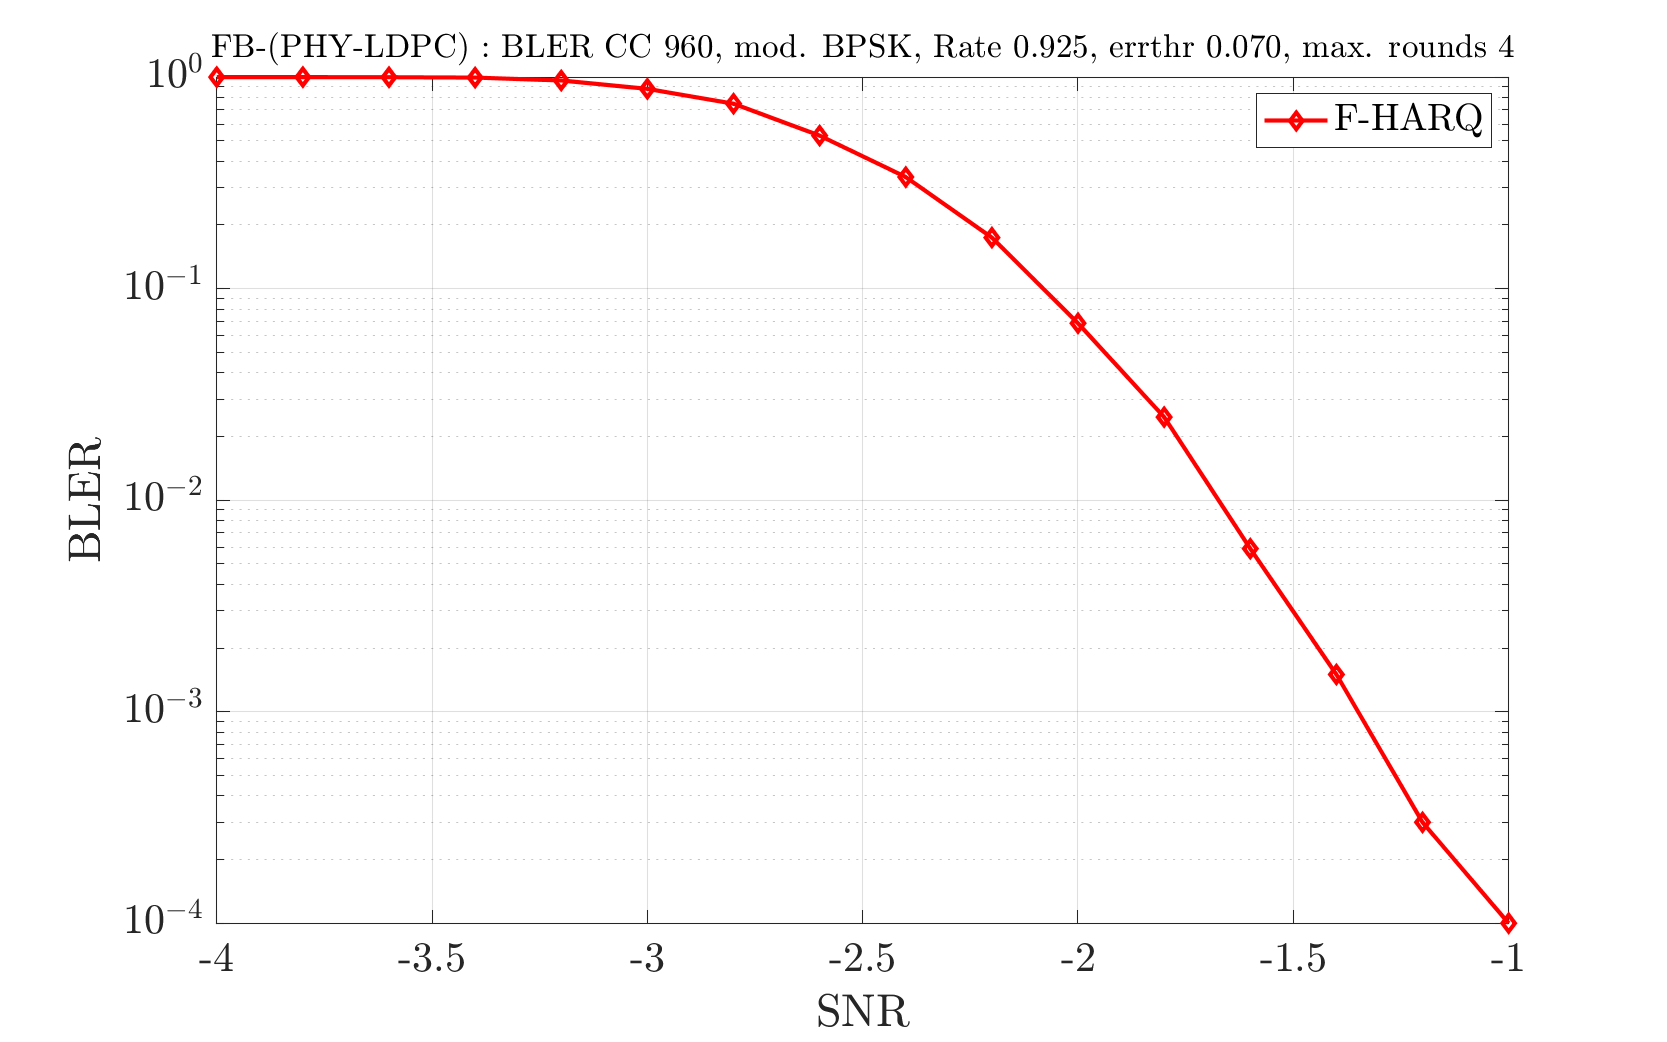 FB-(PHY-LDPC) : BLER CC 960, mod. BPSK, Rate 0.925, errthr 0.070, max. rounds 4
10^0
F-HARQ
10^{-1}
10^{-2}
BLER
10^{-3}
10^{-4}
-4 -3.5 -3 -2.5 -2 -1.5 -1
SNR